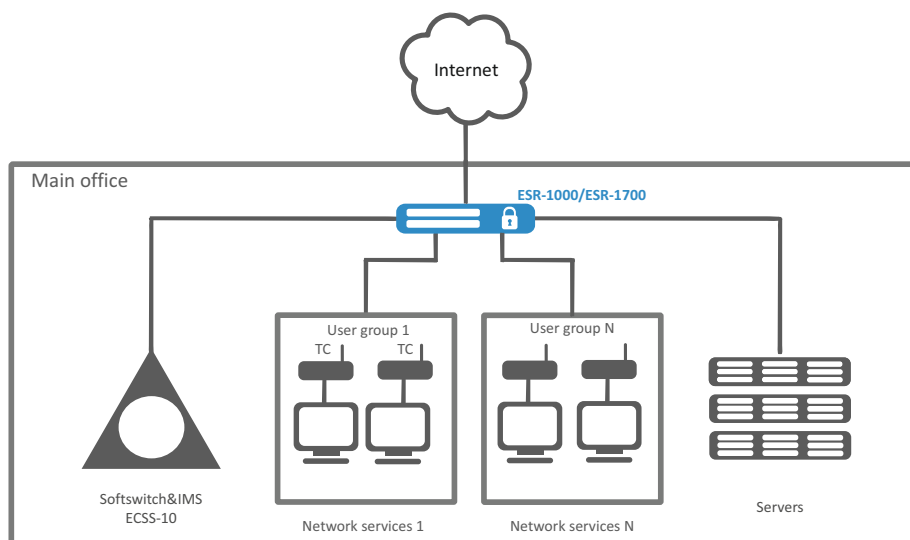 Internet
Main office
ESR-1000/ESR-1700
User group 1
TC TC
User group N
Softswitch&IMS
ECSS-10
Network services 1
Network services N
Servers